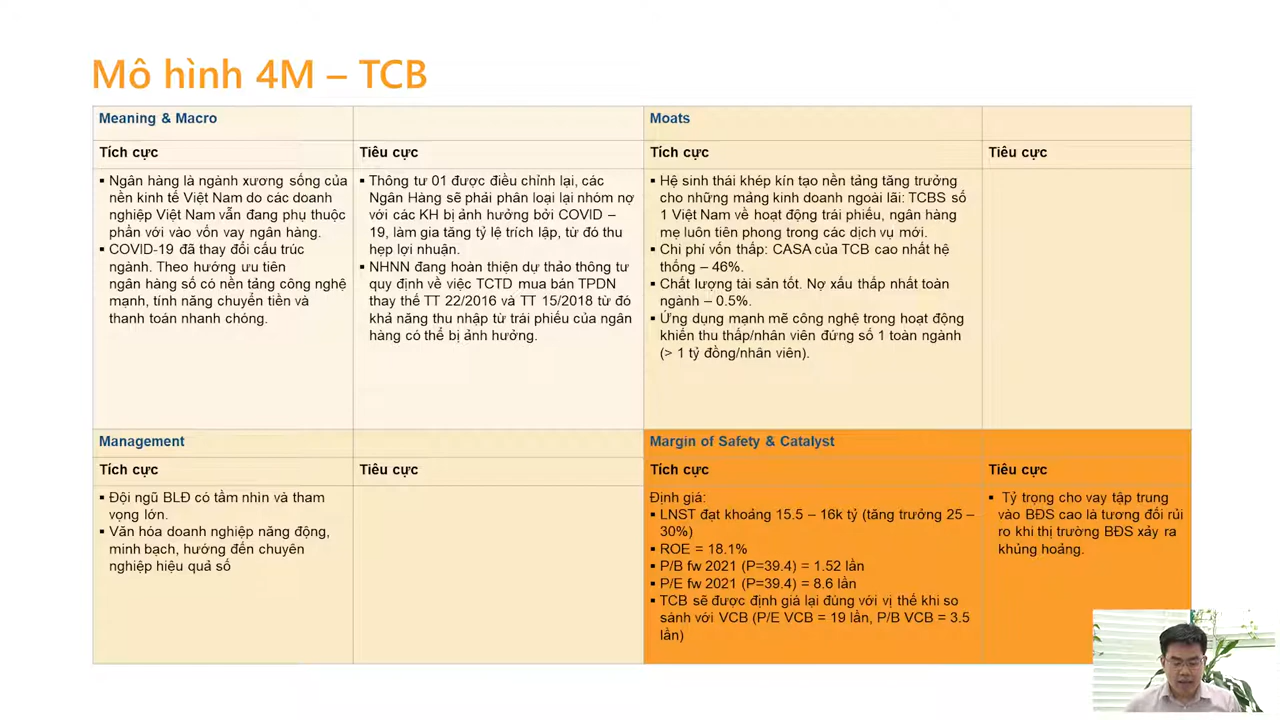 Mô hình 4M – TCB
Meaning & Macro
Tích cực
▪ Ngân hàng là ngành xương sống của
nền kinh tế Việt Nam do các doanh
nghiệp Việt Nam vẫn đang phụ thuộc
phần với vào vốn vay ngân hàng.
▪ COVID-19 đã thay đổi cấu trúc
ngành. Theo hướng ưu tiên
ngân hàng số có nền tảng công nghệ
mạnh, tính năng chuyển tiền và
thanh toán nhanh chóng.
Tiêu cực
▪ Thông tư 01 được điều chỉnh lại, các
Ngân Hàng sẽ phải phân loại lại nhóm nợ
với các KH bị ảnh hưởng bởi COVID –
19, làm gia tăng tỷ lệ trích lập, từ đó thu
hẹp lợi nhuận.
▪ NHNN đang hoàn thiện dự thảo thông tư
quy định về việc TCTD mua bán TPDN
thay thế TT 22/2016 và TT 15/2018 từ đó
khả năng thu nhập từ trái phiếu của ngân
hàng có thể bị ảnh hưởng.
Moats
Tích cực
▪ Hệ sinh thái khép kín tạo nền tảng tăng trưởng
cho những mảng kinh doanh ngoài lãi: TCBS số
1 Việt Nam về hoạt động trái phiếu, ngân hàng
mẹ luôn tiên phong trong các dịch vụ mới.
▪ Chi phí vốn thấp: CASA của TCB cao nhất hệ
thống – 46%.
▪ Chất lượng tài sản tốt. Nợ xấu thấp nhất toàn
ngành – 0.5%.
▪ Ứng dụng mạnh mẽ công nghệ trong hoạt động
khiến thu thấp/nhân viên đứng số 1 toàn ngành
(> 1 tỷ đồng/nhân viên).
Tiêu cực
Management
Tích cực
▪ Đội ngũ BLĐ có tầm nhìn và tham
vọng lớn.
▪ Văn hóa doanh nghiệp năng động,
minh bạch, hướng đến chuyên
nghiệp hiệu quả số
Tiêu cực
Margin of Safety & Catalyst
Tích cực
Định giá:
▪ LNST đạt khoảng 15.5 – 16k tỷ (tăng trưởng 25 –
30%)
▪ ROE = 18.1%
▪ P/B fw 2021 (P=39.4) = 1.52 lần
▪ P/E fw 2021 (P=39.4) = 8.6 lần
▪ TCB sẽ được định giá lại đúng với vị thế khi so
sánh với VCB (P/E VCB = 19 lần, P/B VCB = 3.5
lần)
Tiêu cực
▪ Tỷ trọng cho vay tập trung
vào BĐS cao là tương đối rủi
ro khi thị trường BĐS xảy ra
khủng hoảng.